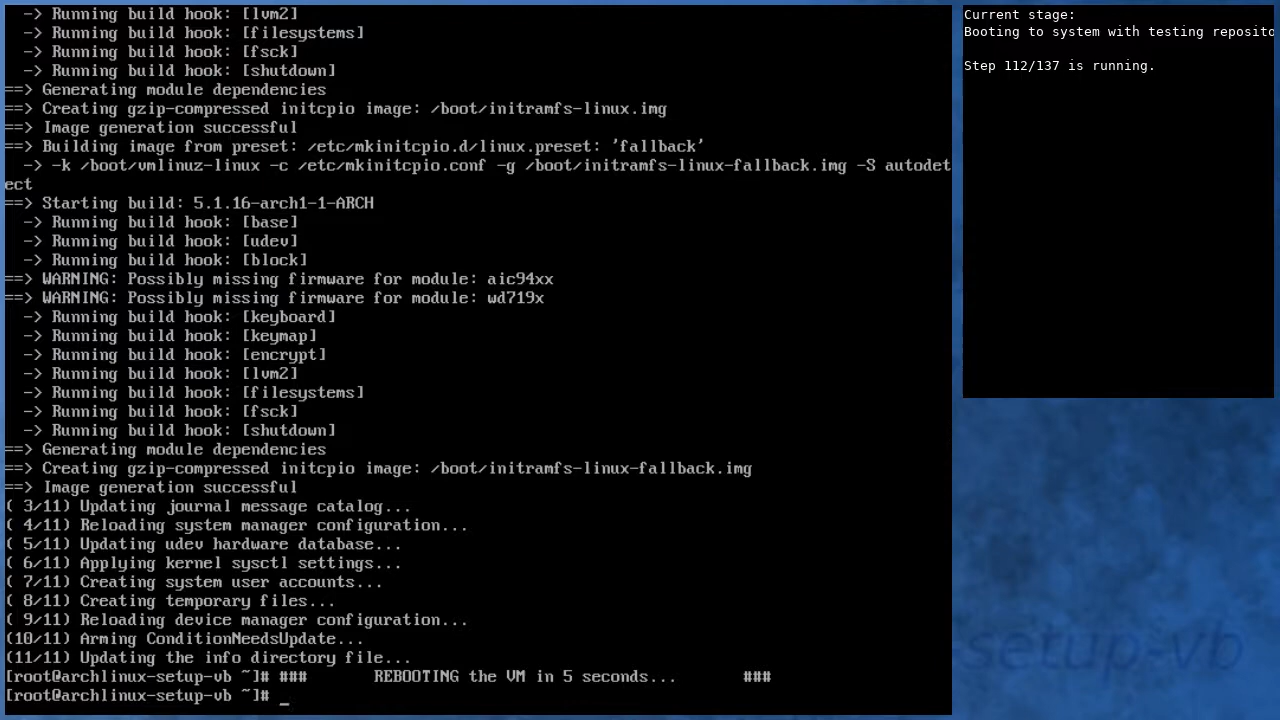 -> Running build hook: [lvm2]
-> Running build hook: [filesystems]
-> Running build hook: [fsck]
-> Running build hook: [shutdown]
==> Generating module dependencies
==> Creating gzip-compressed initcpio image: /boot/initramfs-linux.img
==> Image generation successful
==> Building image from preset: /etc/mkinitcpio.d/linux.preset: 'fallback'
-> -k /boot/vmlinuz-linux -c /etc/mkinitcpio.conf -g /boot/initramfs-linux-fallback.img -S autodet
ect
==> Starting build: 5.1.16-arch1-1-ARCH
-> Running build hook: [base]
-> Running build hook: [udev]
-> Running build hook: [block]
==> WARNING: Possibly missing firmware for module: aic94xx
==> WARNING: Possibly missing firmware for module: wd719x
-> Running build hook: [keyboard]
-> Running build hook: [keymap]
-> Running build hook: [encrypt]
-> Running build hook: [lvm2]
-> Running build hook: [filesystems]
-> Running build hook: [fsck]
-> Running build hook: [shutdown]
==> Generating module dependencies
==> Creating gzip-compressed initcpio image: /boot/initramfs-linux-fallback.img
==> Image generation successful
( 3/11) Updating journal message catalog...
( 4/11) Reloading system manager configuration...
( 5/11) Updating udev hardware database...
( 6/11) Applying kernel sysctl settings...
( 7/11) Creating system user accounts...
( 8/11) Creating temporary files...
( 9/11) Reloading device manager configuration...
(10/11) Arming ConditionNeedsUpdate...
(11/11) Updating the info directory file...
[root@archlinux-setup-vb ~]# ### REBOOTING the VM in 5 seconds... ###
[root@archlinux-setup-vb ~]# _
Current stage:
Booting to system with testing reposito
Step 112/137 is running.
setup-vb